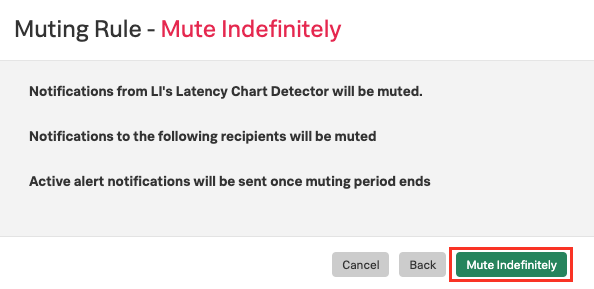 Muting Rule - Mute Indefinitely
Notifications from LI's Latency Chart Detector will be muted.
Notifications to the following recipients will be muted
Active alert notifications will be sent once muting period ends
Cancel Back Mute Indefinitely